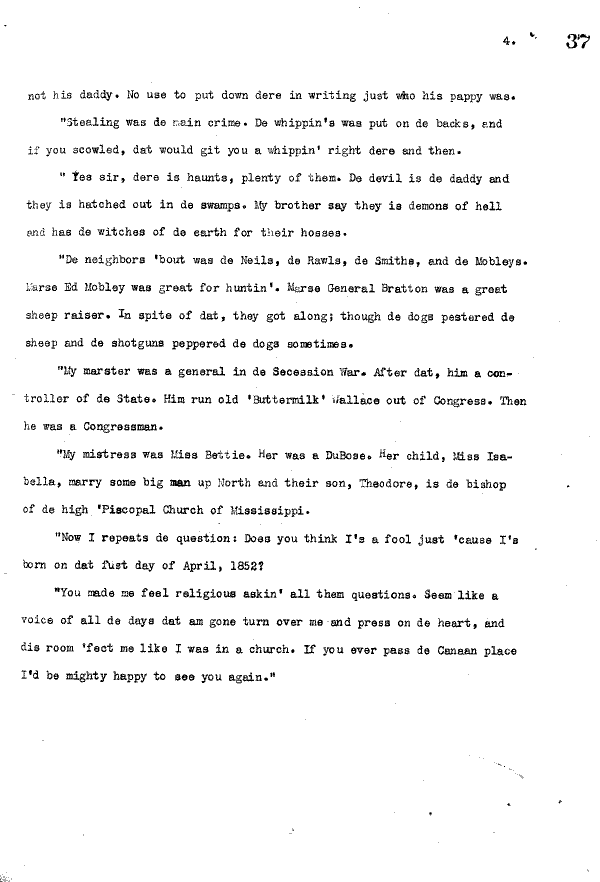 4. 37
not his daddy. No use to put down dere in writing just who his pappy was.
"Stealing was de main crime. De whippin's was put on de backs, and
if you scowled, dat would git you a whippin' right dere and then.
" Yes sir, dere is haunts, plenty of them. De devil is de daddy and
they is hatched out in de swamps. My brother say they is demons of hell
and has de witches of de earth for their hosses.
"De neighbors 'bout was de Neils, de Rawls, de Smiths, and de Mobleys.
Marse Ed Mobley was great for huntin'. Marse General Bratton was a great
sheep raiser. In spite of dat, they got along; though de dogs pestered de
sheep and de shotguns peppered de dogs sometimes.
"My marster was a general in de Secession War. After dat, him a con-
troller of de State. Him run old 'Buttermilk' Wallace out of Congress. Then
he was a Congressman.
"My mistress was Miss Bettie. Her was a DuBose. Her child, Miss Isa-
bella, marry some big man up North and their son, Theodore, is de bishop
of de high 'Piscopal Church of Mississippi.
"Now I repeats de question: Does you think I's a fool just 'cause I's
born on dat fust day of April, 1852?
"You made me feel religious askin' all them questions. Seem like a
voice of all de days dat am gone turn over me and press on de heart, and
dis room 'fect me like I was in a church. If you ever pass de Canaan place
I'd be mighty happy to see you again."